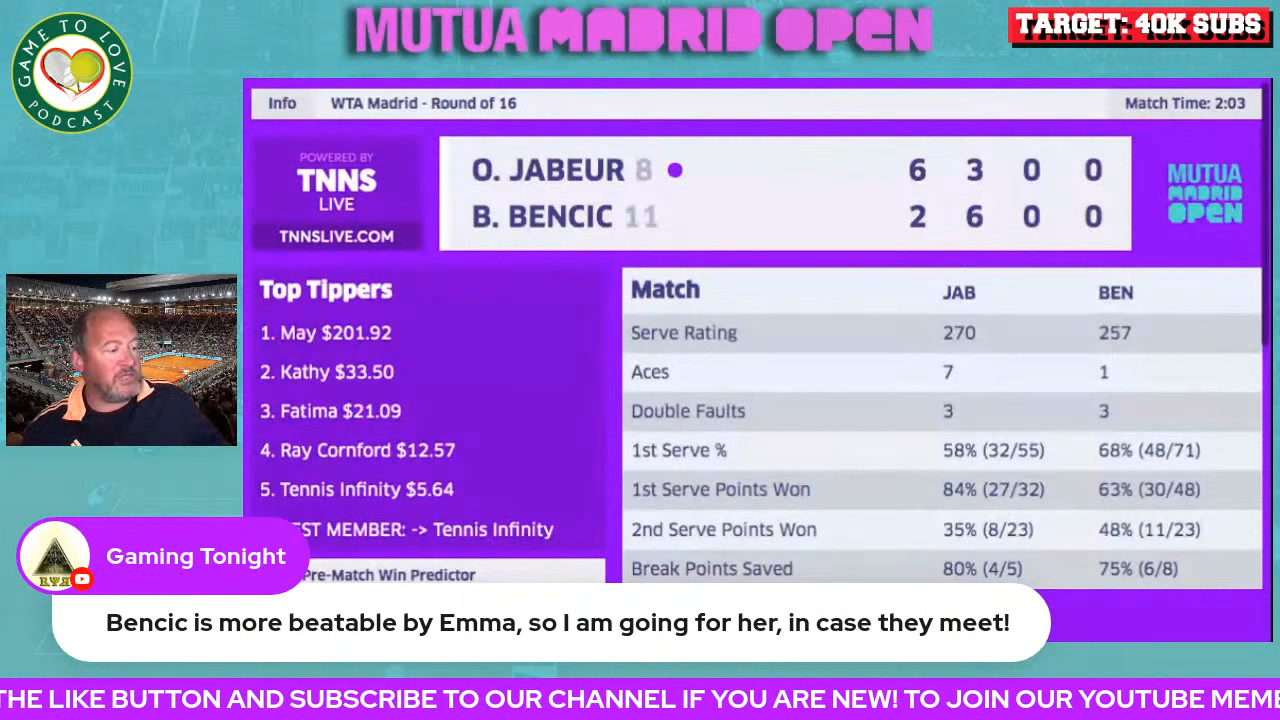 GAME TO LOVE
PODCAST
MUTUA MADRID OPEN
TARGET: 40K SUBS
Info WTA Madrid - Round of 16 Match Time: 2:03
POWERED BY
TNNS
LIVE
TNNSLIVE.COM
O. JABEUR 8 6 3 0 0
B. BENCIC 11 2 6 0 0
MUTUA
MADRID
OPEN
Top Tippers
1. May $201.92
2. Kathy $33.50
3. Fatima $21.09
4. Ray Cornford $12.57
5. Tennis Infinity $5.64
EST MEMBER: -> Tennis Infinity
Pre-Match Win Predictor
Match JAB BEN
Serve Rating 270 257
Aces 7 1
Double Faults 3 3
1st Serve % 58% (32/55) 68% (48/71)
1st Serve Points Won 84% (27/32) 63% (30/48)
2nd Serve Points Won 35% (8/23) 48% (11/23)
Break Points Saved 80% (4/5) 75% (6/8)
Gaming Tonight
Bencic is more beatable by Emma, so I am going for her, in case they meet!
THE LIKE BUTTON AND SUBSCRIBE TO OUR CHANNEL IF YOU ARE NEW! TO JOIN OUR YOUTUBE MEME